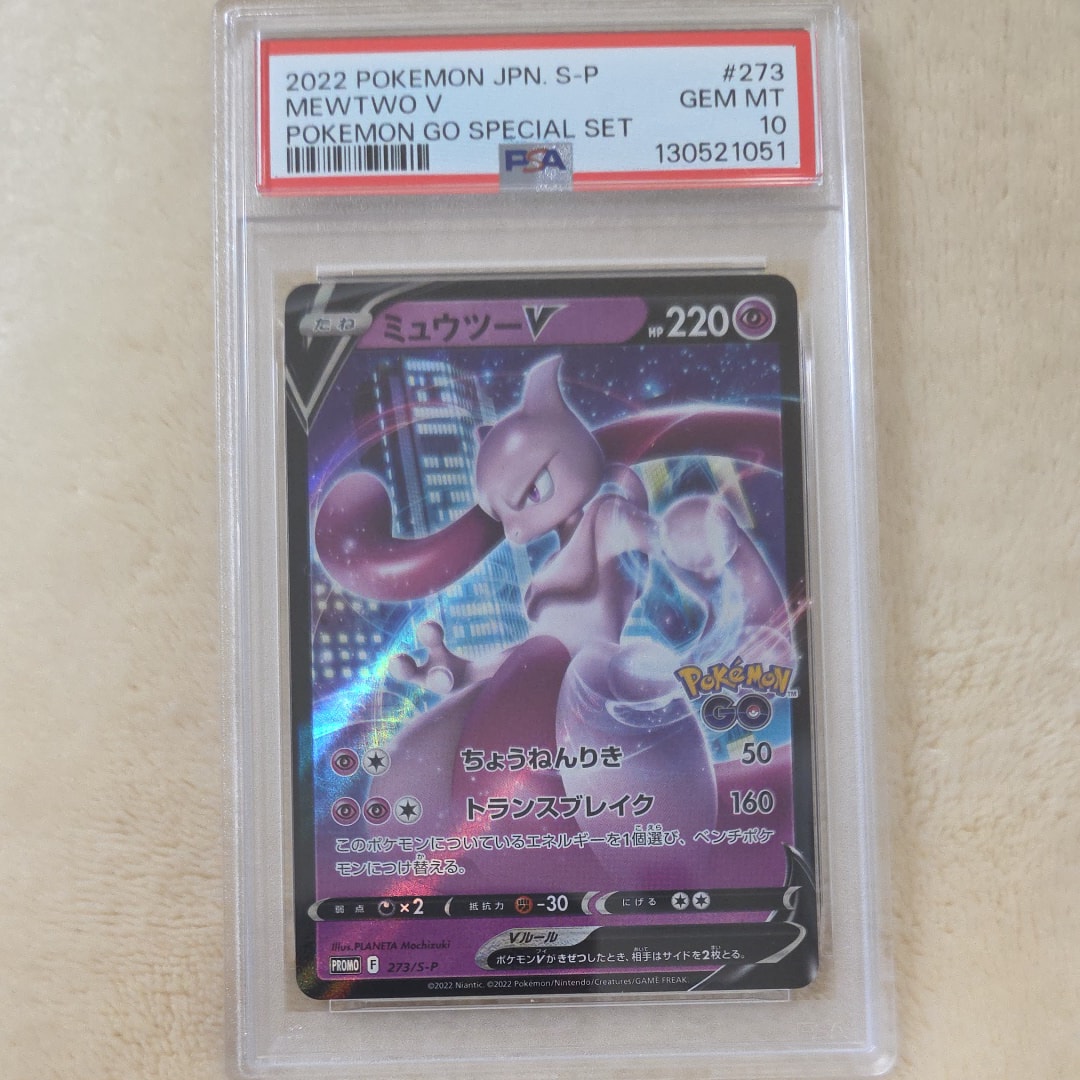 2022 POKEMON JPN. S-P #273
MEWTWO V GEM MT
POKEMON GO SPECIAL SET 10
PSA 130521051
たね ミュウツーV HP 220
Pokémon GO™
ちょうねんりき 50
トランスブレイク 160
このポケモンについているエネルギーを1個選び、ベンチポケ
モンにつけ替える。
弱点 ×2 抵抗力 -30 にげる
Illus. PLANETA Mochizuki
Vルール
ポケモンVがきぜつしたとき、相手はサイドを2枚とる。
PROMO F 273/S-P
©2022 Niantic. ©2022 Pokémon/Nintendo/Creatures/GAME FREAK.